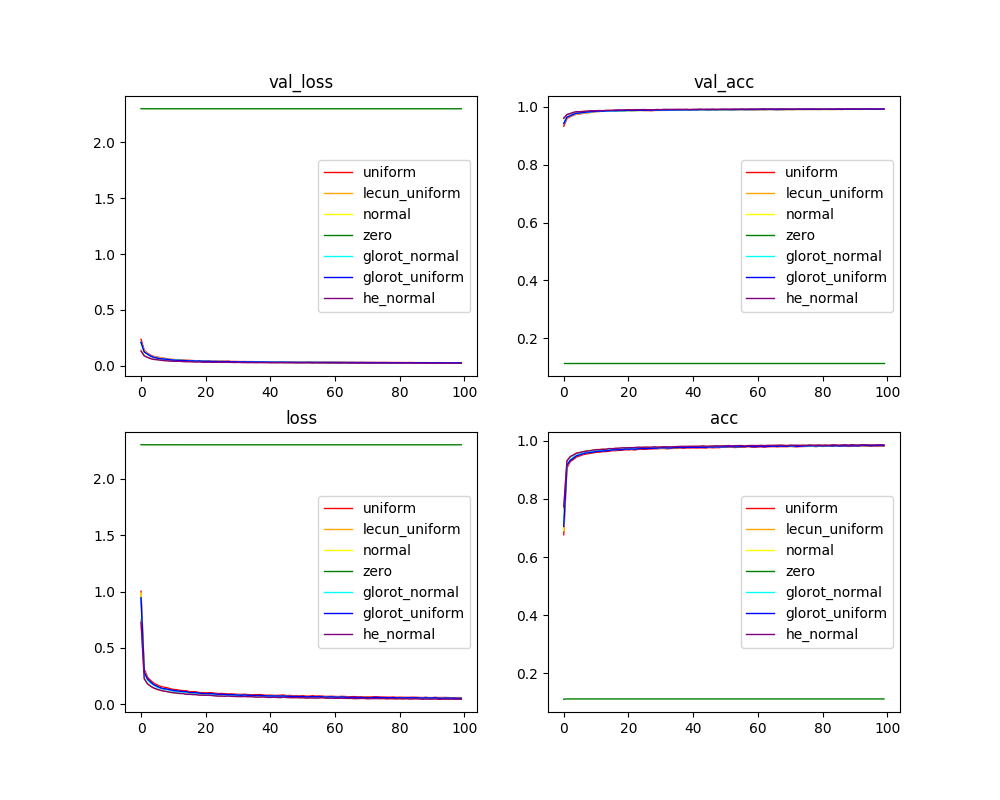 val_loss
2.0
1.5
1.0
0.5
0.0
uniform
lecun_uniform
normal
zero
glorot_normal
glorot_uniform
he_normal
0 20 40 60 80 100
val_acc
1.0
0.8
0.6
0.4
0.2
uniform
lecun_uniform
normal
zero
glorot_normal
glorot_uniform
he_normal
0 20 40 60 80 100
loss
2.0
1.5
1.0
0.5
0.0
uniform
lecun_uniform
normal
zero
glorot_normal
glorot_uniform
he_normal
0 20 40 60 80 100
acc
1.0
0.8
0.6
0.4
0.2
uniform
lecun_uniform
normal
zero
glorot_normal
glorot_uniform
he_normal
0 20 40 60 80 100